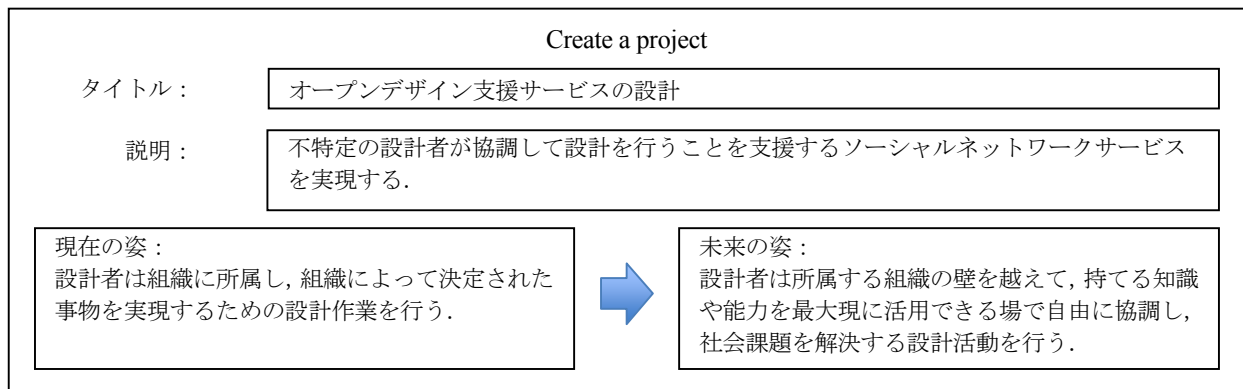 Create a project
タイトル：
オープンデザイン支援サービスの設計
説明：
不特定の設計者が協調して設計を行うことを支援するソーシャルネットワークサービス
を実現する．
現在の姿：
設計者は組織に所属し，組織によって決定された
事物を実現するための設計作業を行う．
未来の姿：
設計者は所属する組織の壁を越えて，持てる知識
や能力を最大現に活用できる場で自由に協調し，
社会課題を解決する設計活動を行う．